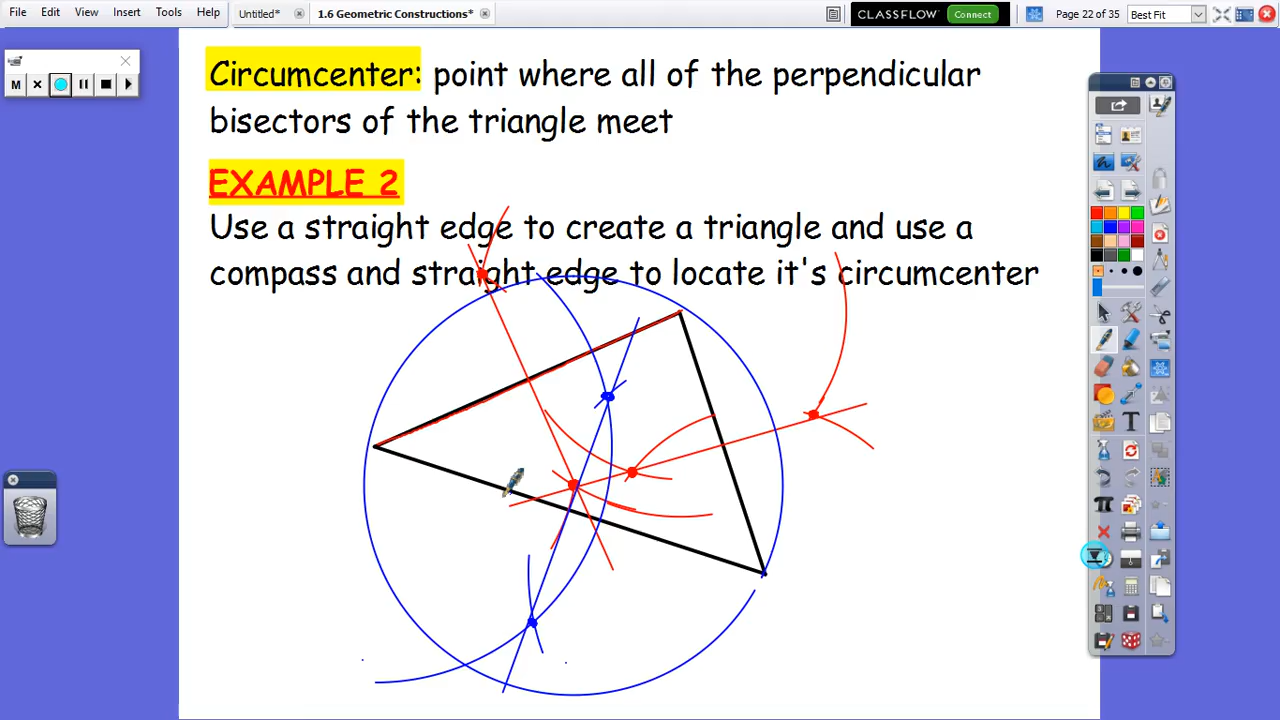 File Edit View Insert Tools Help Untitled* 1.6 Geometric Constructions* CLASSFLOW Connect Page 22 of 35 Best Fit
M
Circumcenter: point where all of the perpendicular
bisectors of the triangle meet
EXAMPLE 2
Use a straight edge to create a triangle and use a
compass and straight edge to locate it's circumcenter
T